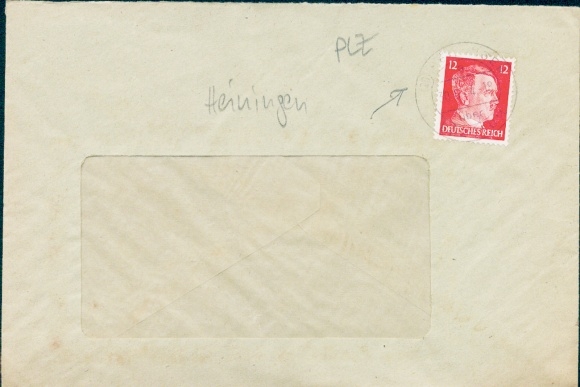 PLZ
12 12
Heiningen
DEUTSCHES REICH